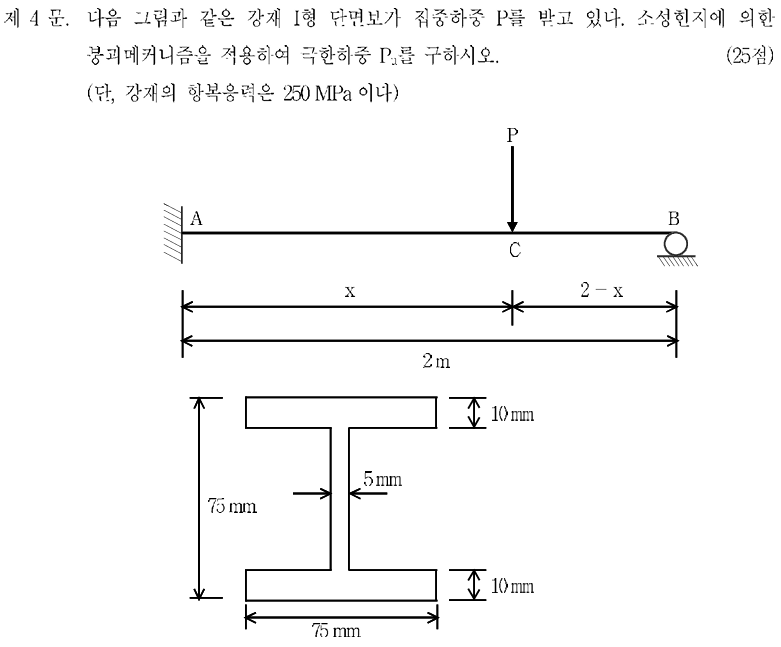 제 4 문. 다음 그림과 같은 강재 I형 단면보가 집중하중 P를 받고 있다. 소성힌지에 의한
붕괴메커니즘을 적용하여 극한하중 Pu를 구하시오. (25점)
(단, 강재의 항복응력은 250 MPa 이다)
P
A B
C
x 2 - x
2 m
10 mm
5 mm
75 mm
10 mm
75 mm